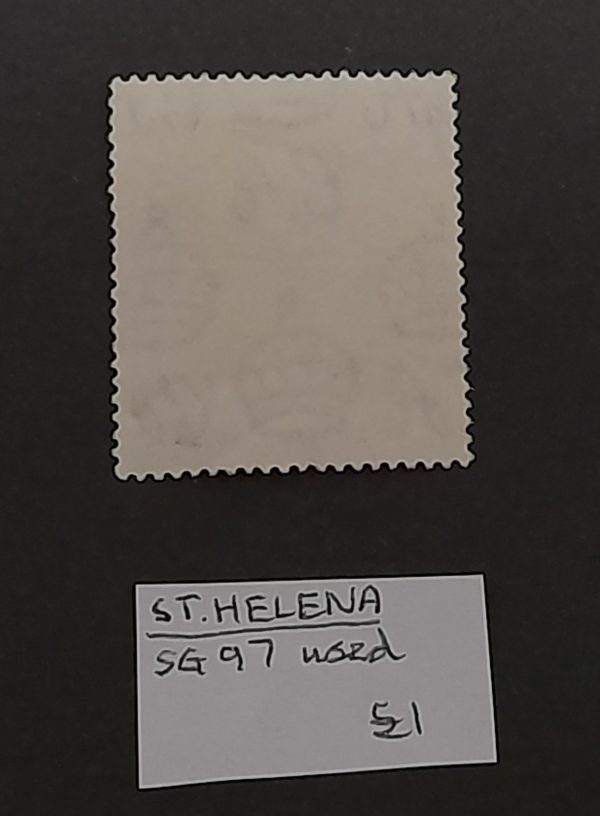 ST.HELENA
SG 97 used
£1